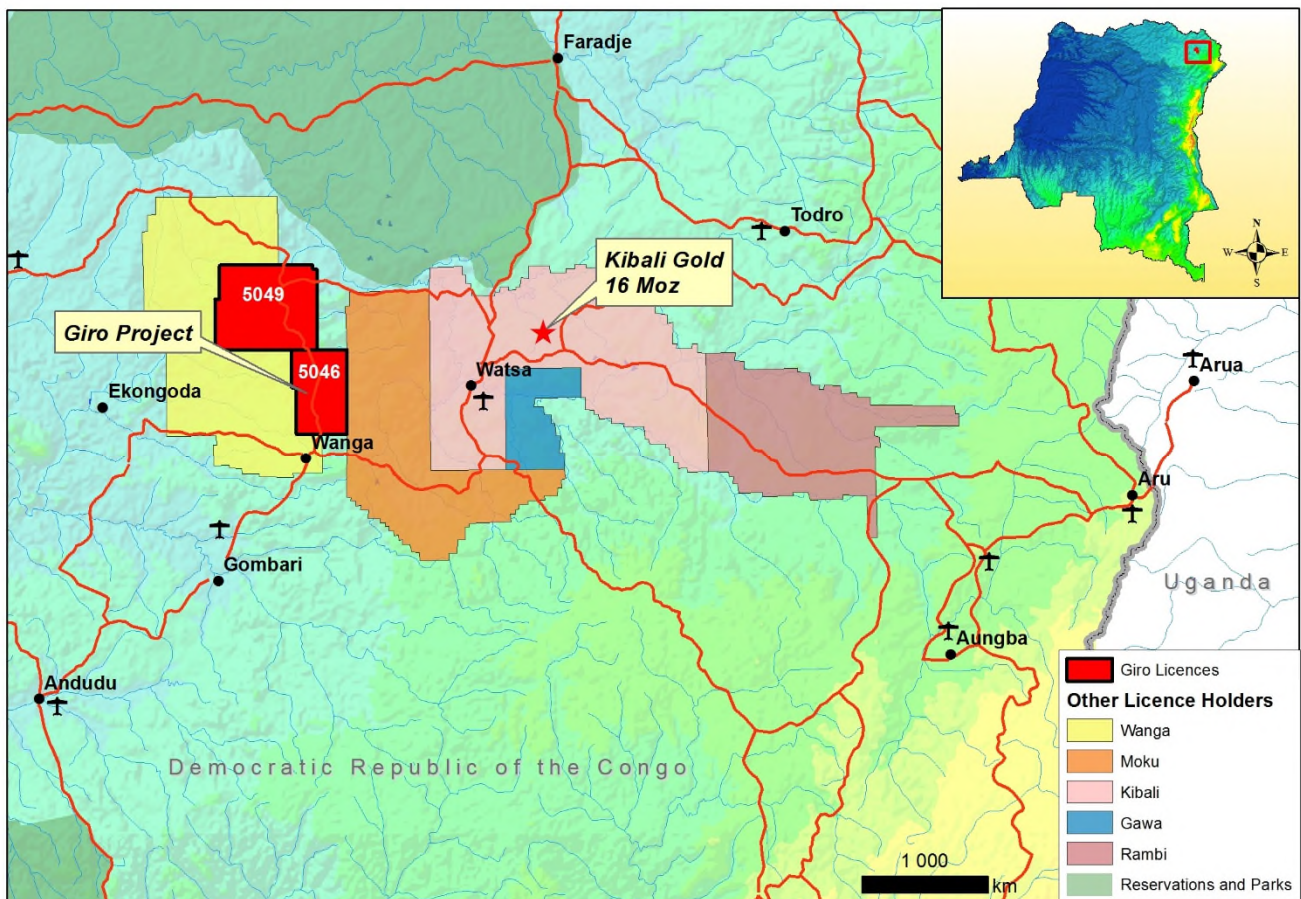 Faradje
N
W E
S
Todro
Kibali Gold
16 Moz
5049
Giro Project
5046
Watsa
Arua
Ekongoda
Wanga
Aru
Gombari
Uganda
Aungba
Andudu
Democratic Republic of the Congo
1 000
km
Giro Licences
Other Licence Holders
Wanga
Moku
Kibali
Gawa
Rambi
Reservations and Parks